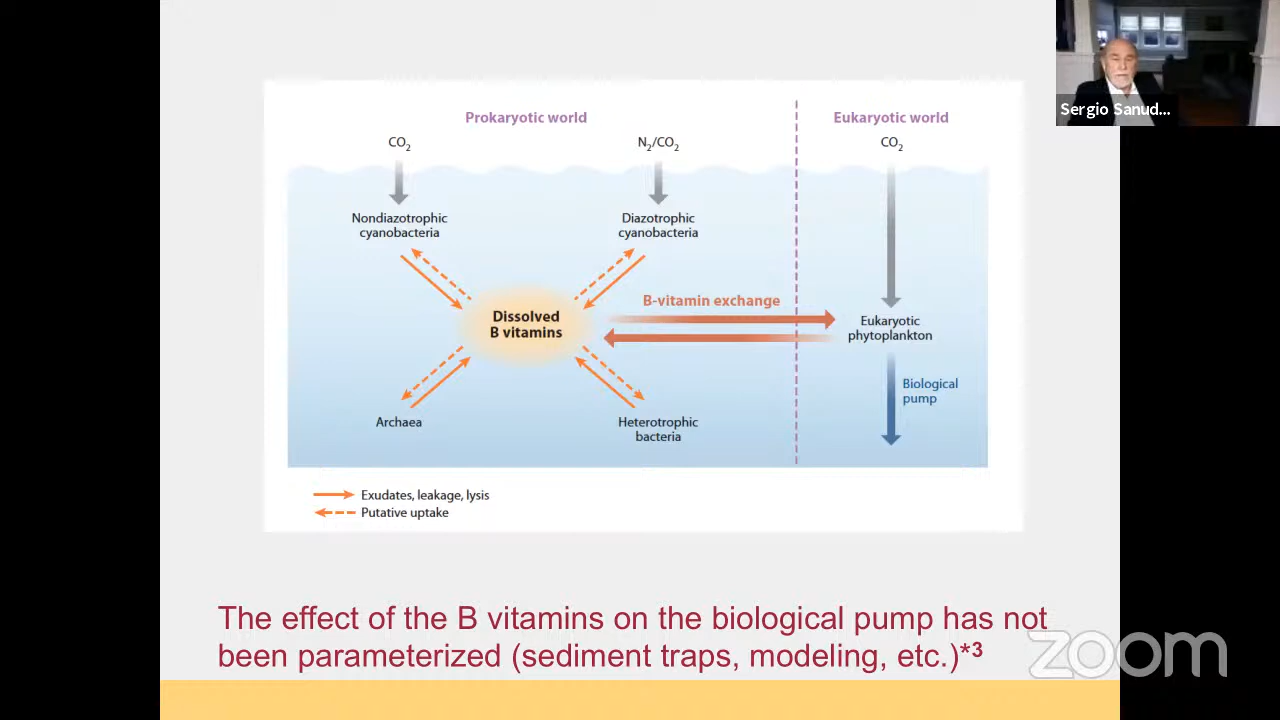 Sergio Sanud...
Prokaryotic world
Eukaryotic world
CO2
N2/CO2
CO2
Nondiazotrophic
cyanobacteria
Diazotrophic
cyanobacteria
B-vitamin exchange
Dissolved
B vitamins
Eukaryotic
phytoplankton
Biological
pump
Archaea
Heterotrophic
bacteria
Exudates, leakage, lysis
Putative uptake
The effect of the B vitamins on the biological pump has not
been parameterized (sediment traps, modeling, etc.)*3
zoom